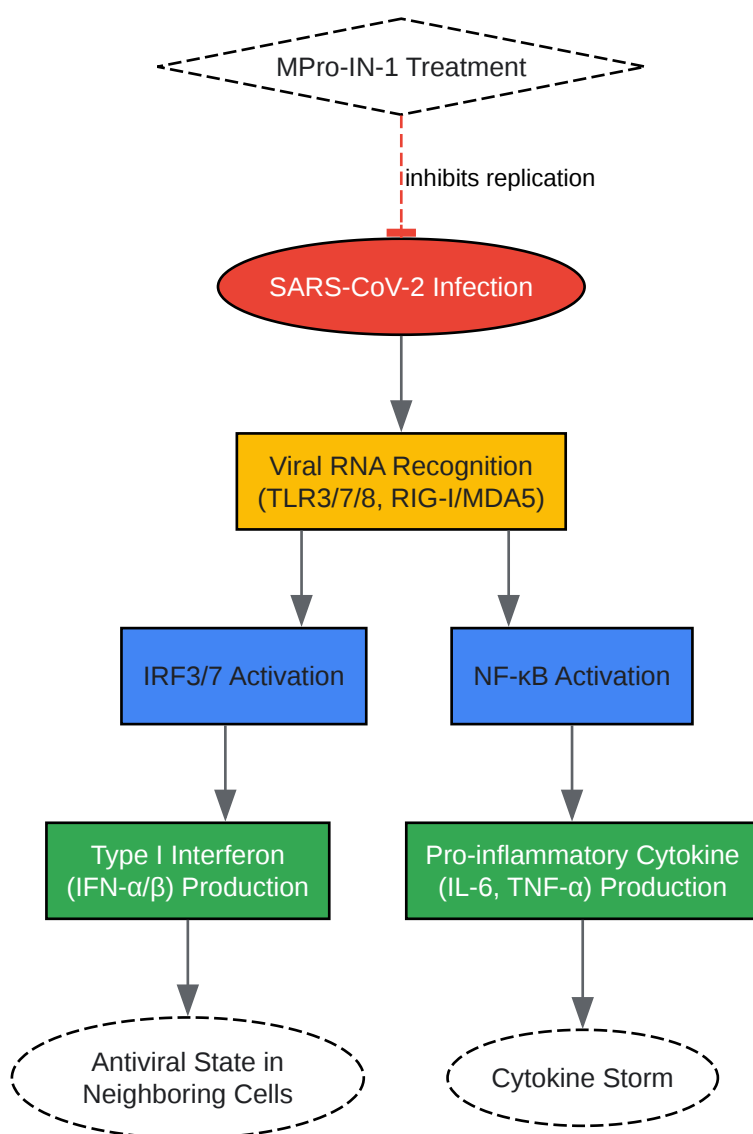 MPro-IN-1 Treatment
inhibits replication
SARS-CoV-2 Infection
Viral RNA Recognition
(TLR3/7/8, RIG-I/MDA5)
IRF3/7 Activation
NF-κB Activation
Type I Interferon
(IFN-α/β) Production
Pro-inflammatory Cytokine
(IL-6, TNF-α) Production
Antiviral State in
Neighboring Cells
Cytokine Storm